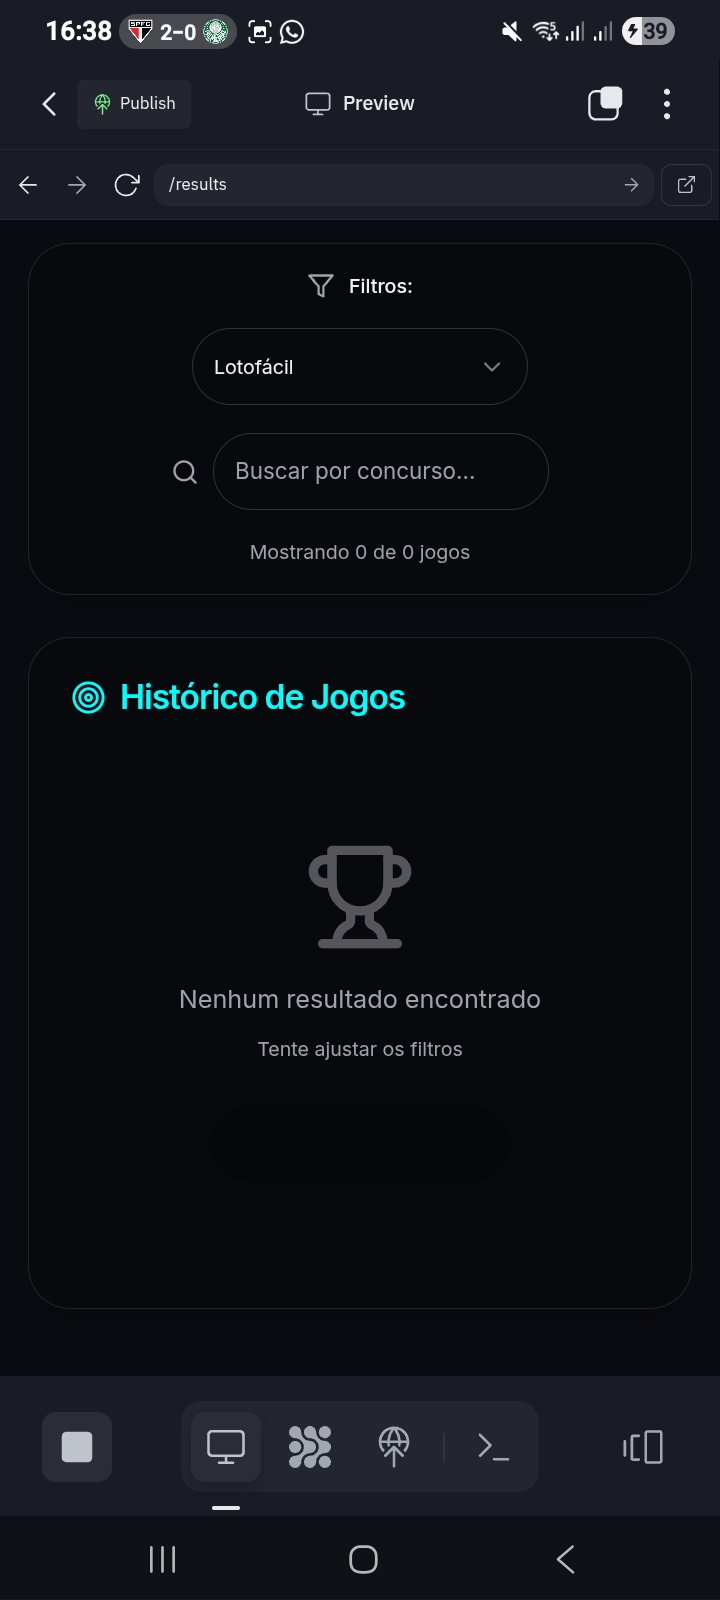 16:38
SPFC
2-0
39
Publish
Preview
/results
Filtros:
Lotofácil
Buscar por concurso...
Mostrando 0 de 0 jogos
Histórico de Jogos
Nenhum resultado encontrado
Tente ajustar os filtros